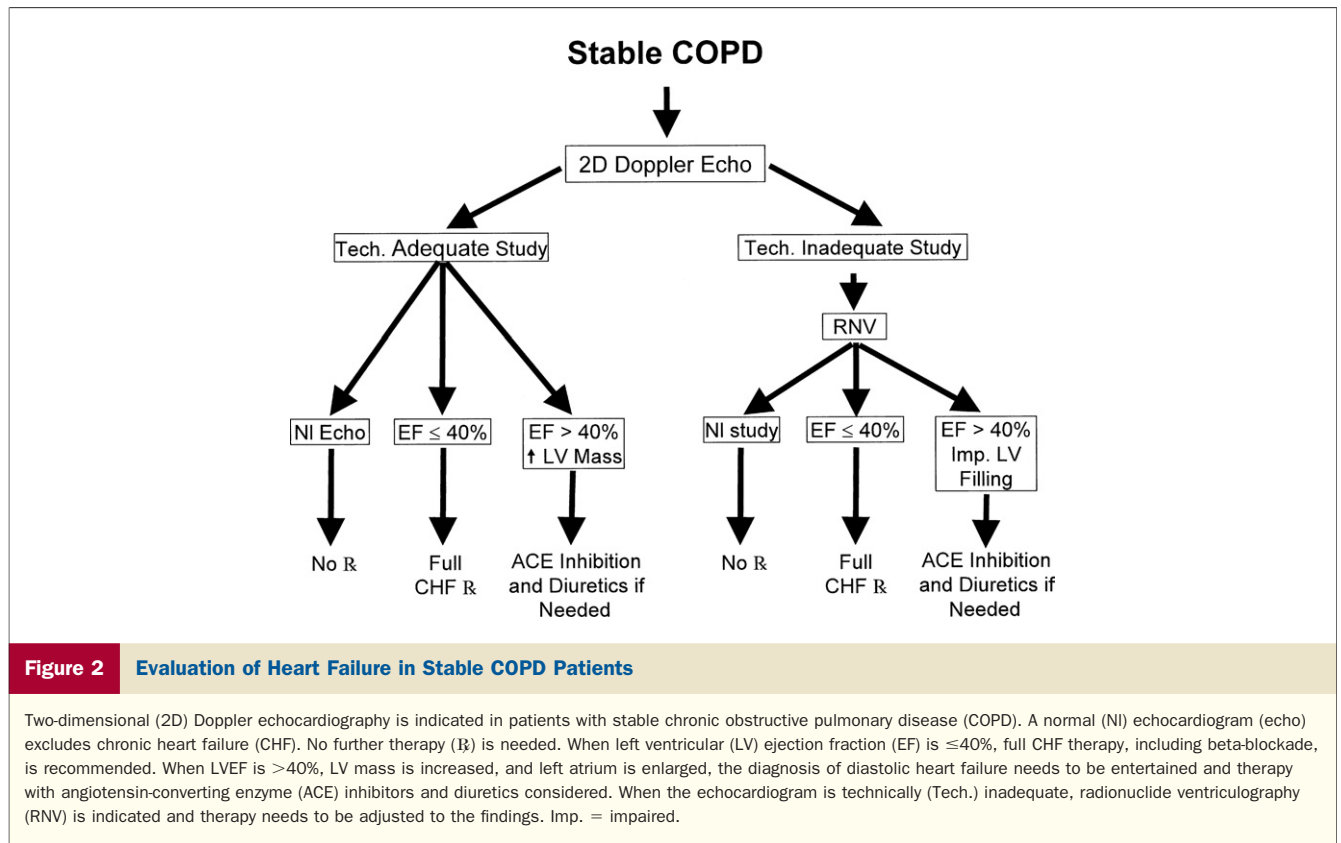 Stable COPD
2D Doppler Echo
Tech. Adequate Study
Tech. Inadequate Study
RNV
Nl Echo
EF ≤ 40%
EF > 40%
↑ LV Mass
Nl study
EF ≤ 40%
EF > 40%
Imp. LV
Filling
No ℞
Full
CHF ℞
ACE Inhibition
and Diuretics if
Needed
No ℞
Full
CHF ℞
ACE Inhibition
and Diuretics if
Needed
Figure 2 Evaluation of Heart Failure in Stable COPD Patients
Two-dimensional (2D) Doppler echocardiography is indicated in patients with stable chronic obstructive pulmonary disease (COPD). A normal (Nl) echocardiogram (echo)
excludes chronic heart failure (CHF). No further therapy (℞) is needed. When left ventricular (LV) ejection fraction (EF) is ≤40%, full CHF therapy, including beta-blockade,
is recommended. When LVEF is >40%, LV mass is increased, and left atrium is enlarged, the diagnosis of diastolic heart failure needs to be entertained and therapy
with angiotensin-converting enzyme (ACE) inhibitors and diuretics considered. When the echocardiogram is technically (Tech.) inadequate, radionuclide ventriculography
(RNV) is indicated and therapy needs to be adjusted to the findings. Imp. = impaired.